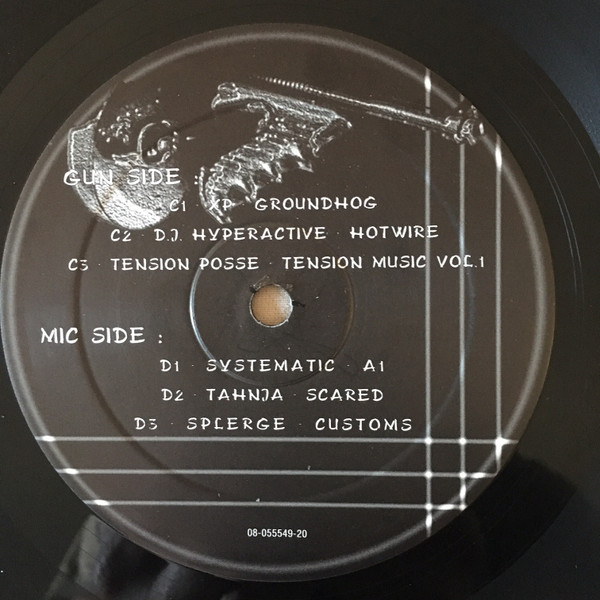 GUN SIDE :
C1 · XP · GROUNDHOG
C2 · D.J. HYPERACTIVE · HOTWIRE
C3 · TENSION POSSE · TENSION MUSIC VOL.1
MIC SIDE :
D1 · SYSTEMATIC · A1
D2 · TAHNJA · SCARED
D3 · SPLERGE · CUSTOMS
08-055549-20